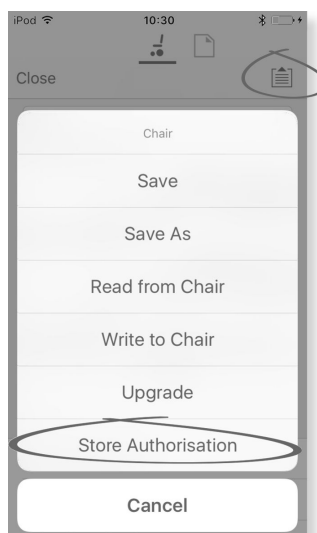 iPod 10:30
Close
Chair
Save
Save As
Read from Chair
Write to Chair
Upgrade
Store Authorisation
Cancel